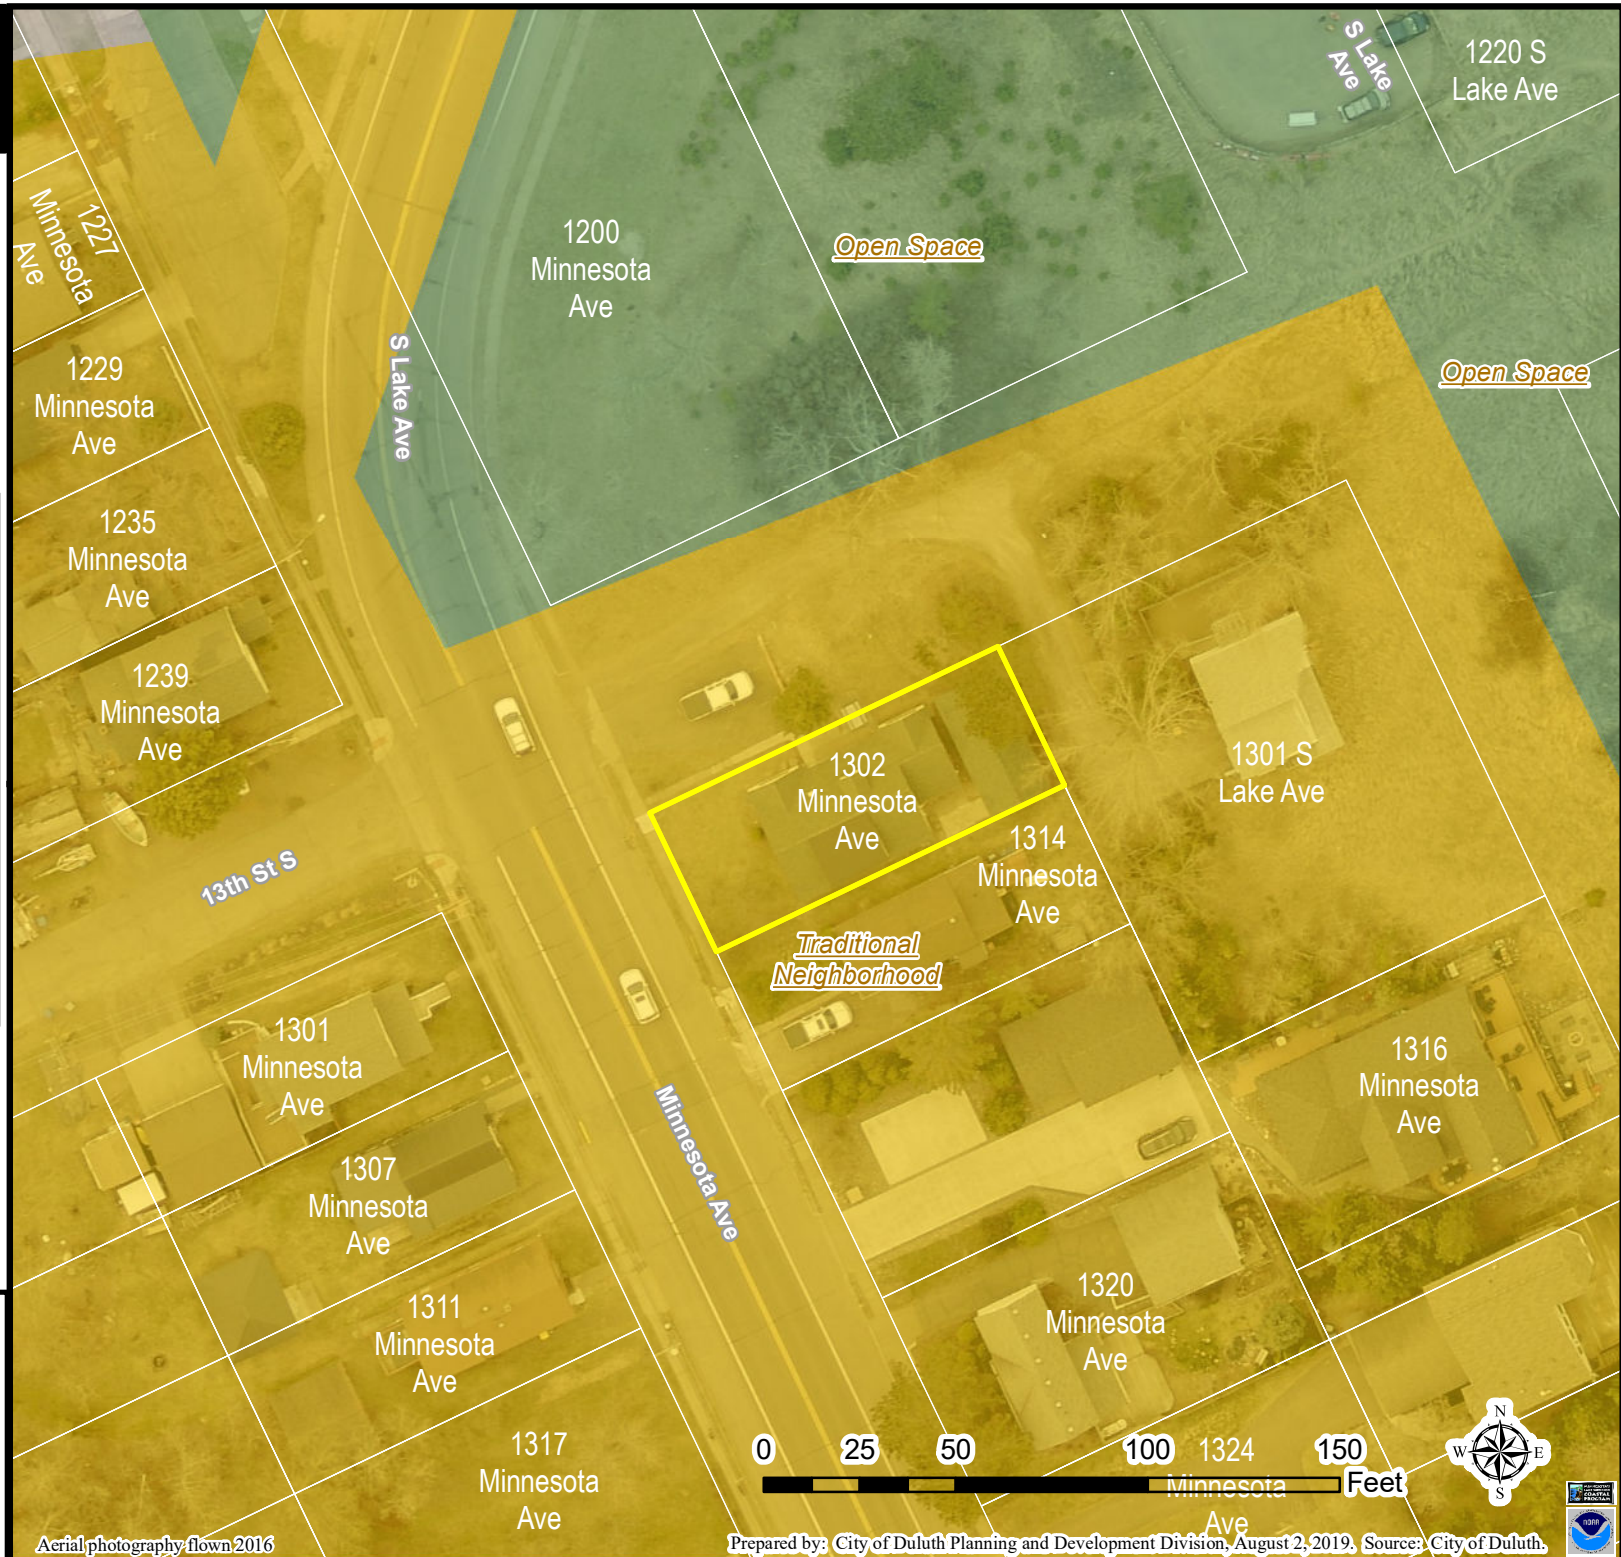 S Lake
Ave
1220 S
Lake Ave
1227
Minnesota
Ave
1200
Minnesota
Ave
Open Space
S Lake Ave
1229
Minnesota
Ave
Open Space
1235
Minnesota
Ave
1239
Minnesota
Ave
1302
Minnesota
Ave
1301 S
Lake Ave
1314
Minnesota
Ave
13th St S
Traditional
Neighborhood
1301
Minnesota
Ave
1316
Minnesota
Ave
Minnesota Ave
1307
Minnesota
Ave
1311
Minnesota
Ave
1320
Minnesota
Ave
1317
Minnesota
Ave
1324
Minnesota
Ave
0 25 50 100 150
Feet
N
W E
S
COASTAL
PROGRAM
NOAA
Aerial photography flown 2016
Prepared by: City of Duluth Planning and Development Division, August 2, 2019. Source: City of Duluth.